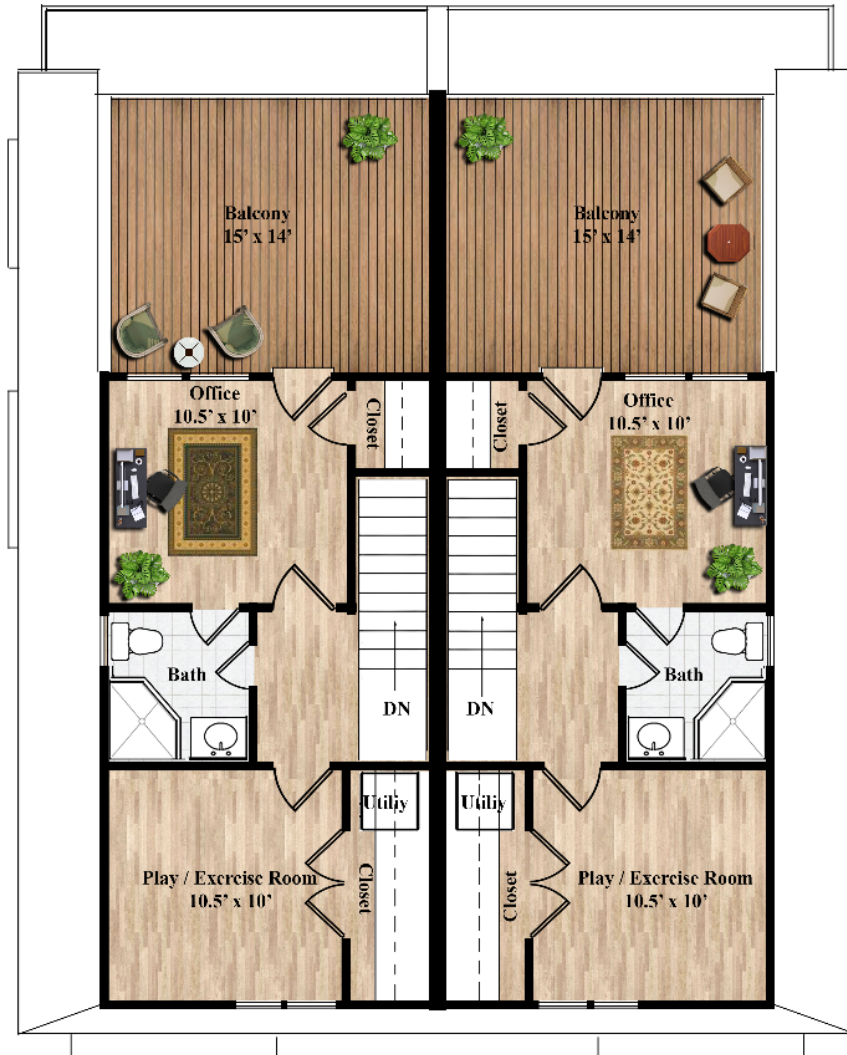 Balcony
15' x 14'
Balcony
15' x 14'
Office
10.5' x 10'
Closet
Closet
Office
10.5' x 10'
Bath
DN
DN
Bath
Utiliy
Utiliy
Play / Exercise Room
10.5' x 10'
Closet
Closet
Play / Exercise Room
10.5' x 10'